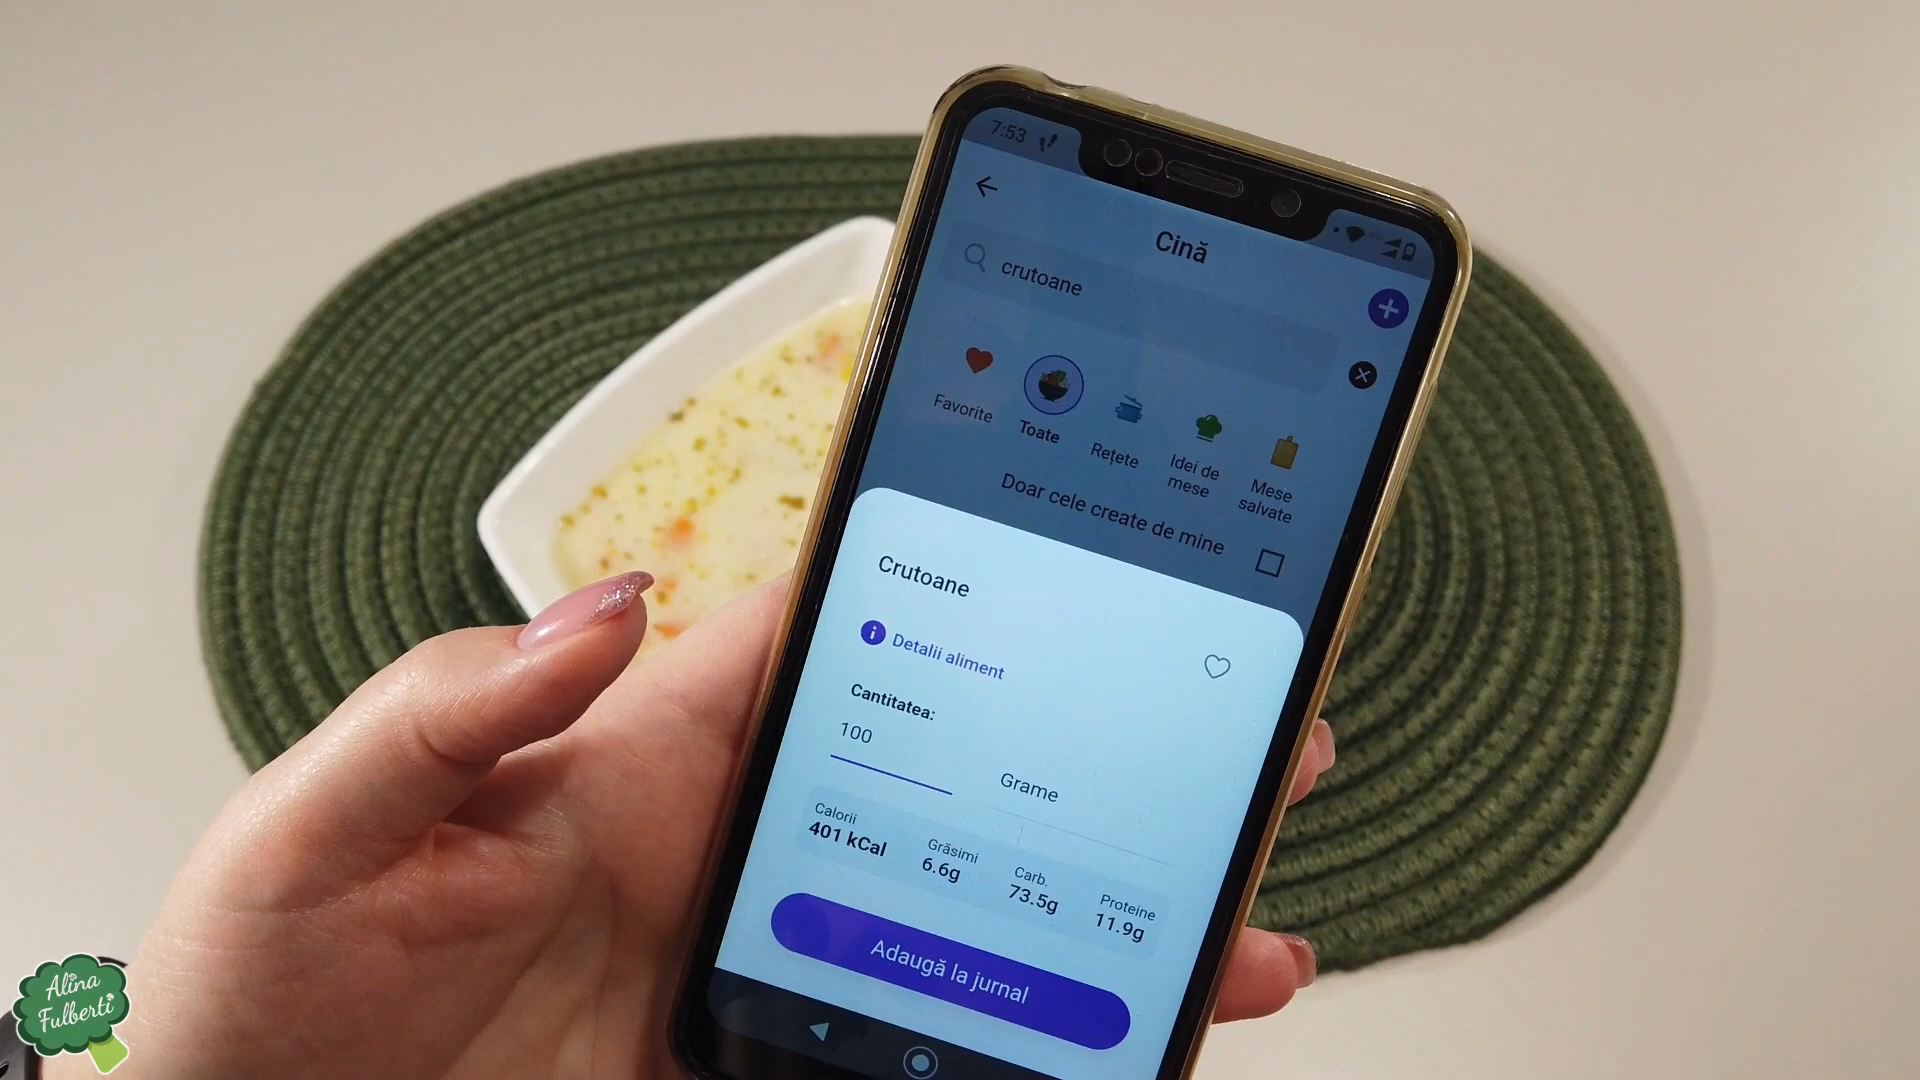 7:53
Cină
crutoane
Favorite
Toate
Rețete
Idei de
mese
Mese
salvate
Doar cele create de mine
Crutoane
i Detalii aliment
Cantitatea:
100
Grame
Calorii
401 kCal
Grăsimi
6.6g
Carb.
73.5g
Proteine
11.9g
Adaugă la jurnal
Alina
Fulberti